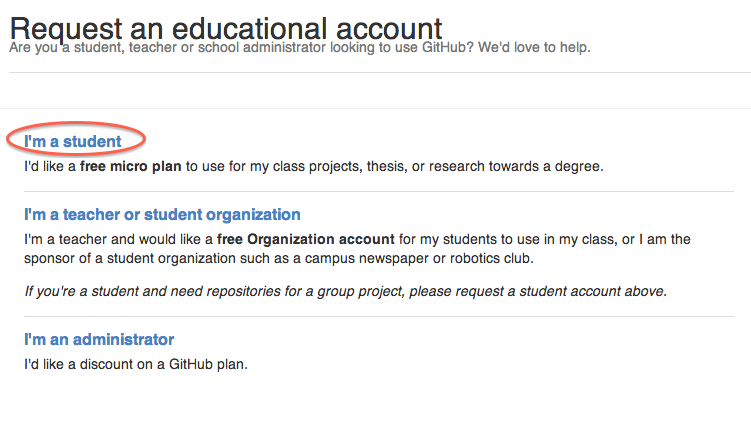 Request an educational account
Are you a student, teacher or school administrator looking to use GitHub? We'd love to help.
I'm a student
I'd like a free micro plan to use for my class projects, thesis, or research towards a degree.
I'm a teacher or student organization
I'm a teacher and would like a free Organization account for my students to use in my class, or I am the
sponsor of a student organization such as a campus newspaper or robotics club.
If you're a student and need repositories for a group project, please request a student account above.
I'm an administrator
I'd like a discount on a GitHub plan.